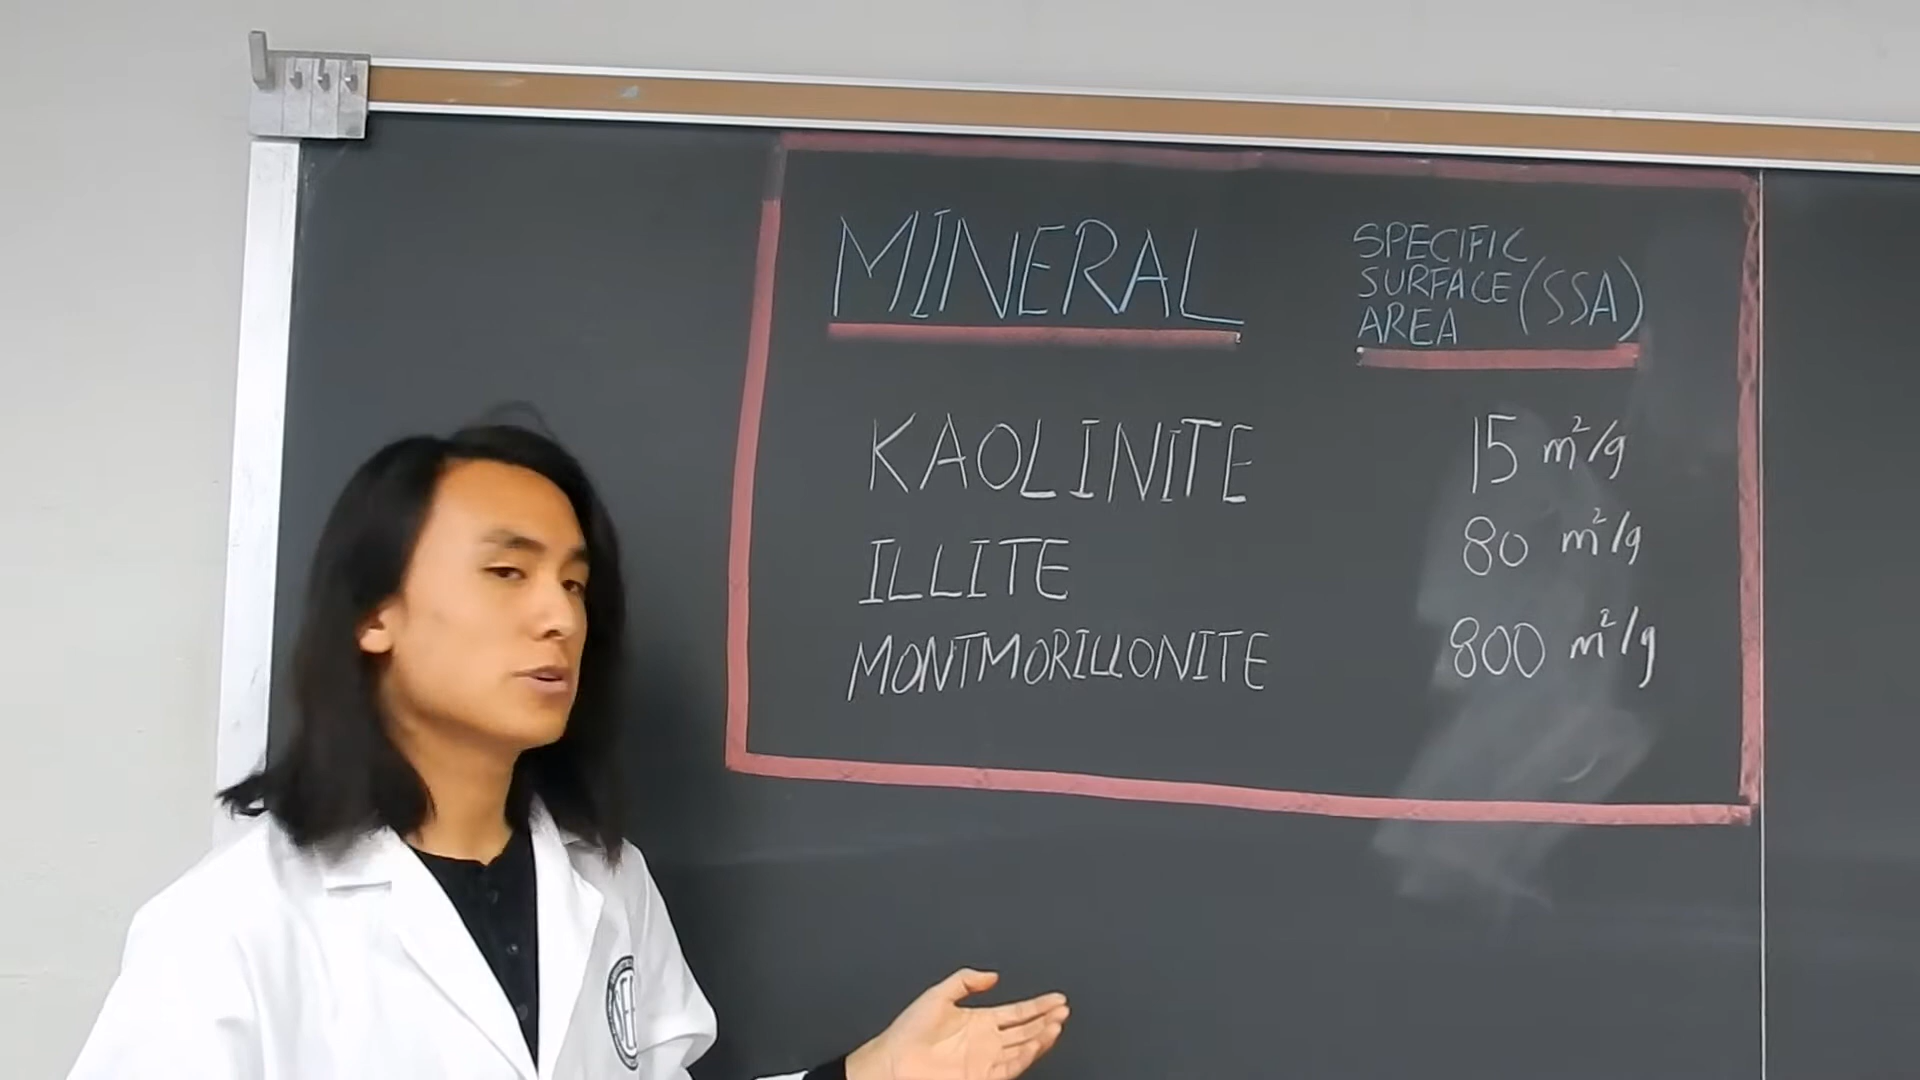 MINERAL
SPECIFIC
SURFACE (SSA)
AREA
KAOLINITE 15 m²/g
ILLITE 80 m²/g
MONTMORILLONITE 800 m²/g